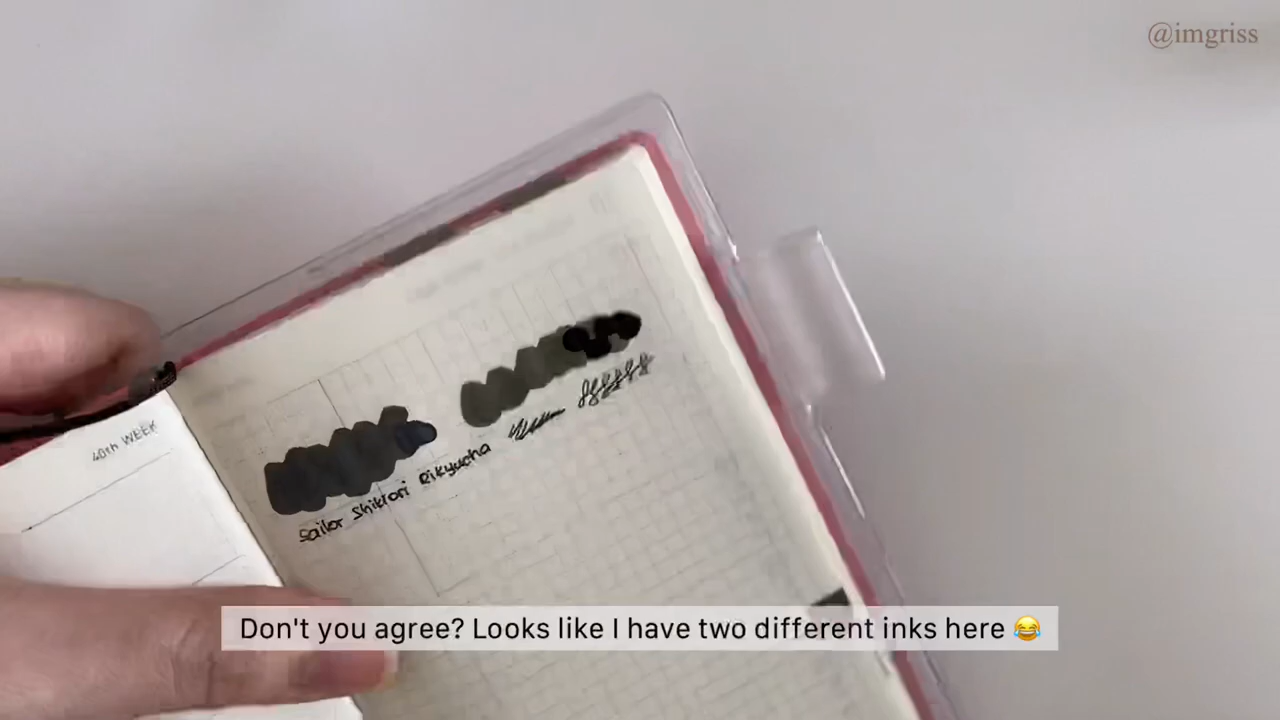 @imgriss
40th WEEK
Sailor Shikiori Rikyucha
Don't you agree? Looks like I have two different inks here 😂